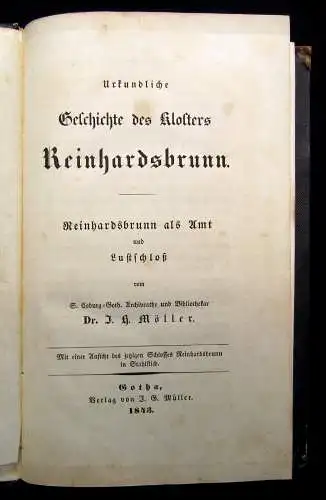 Urkundliche
Geschichte des Klosters
Reinhardsbrunn.
Reinhardsbrunn als Amt
und
Lustschloß
vom
S. Coburg-Goth. Archivrathe und Bibliothekar
Dr. J. H. Möller.
Mit einer Ansicht des jetzigen Schlosses Reinhardsbrunn
in Stahlstich.
Gotha,
Verlag von J. G. Müller.
1843.